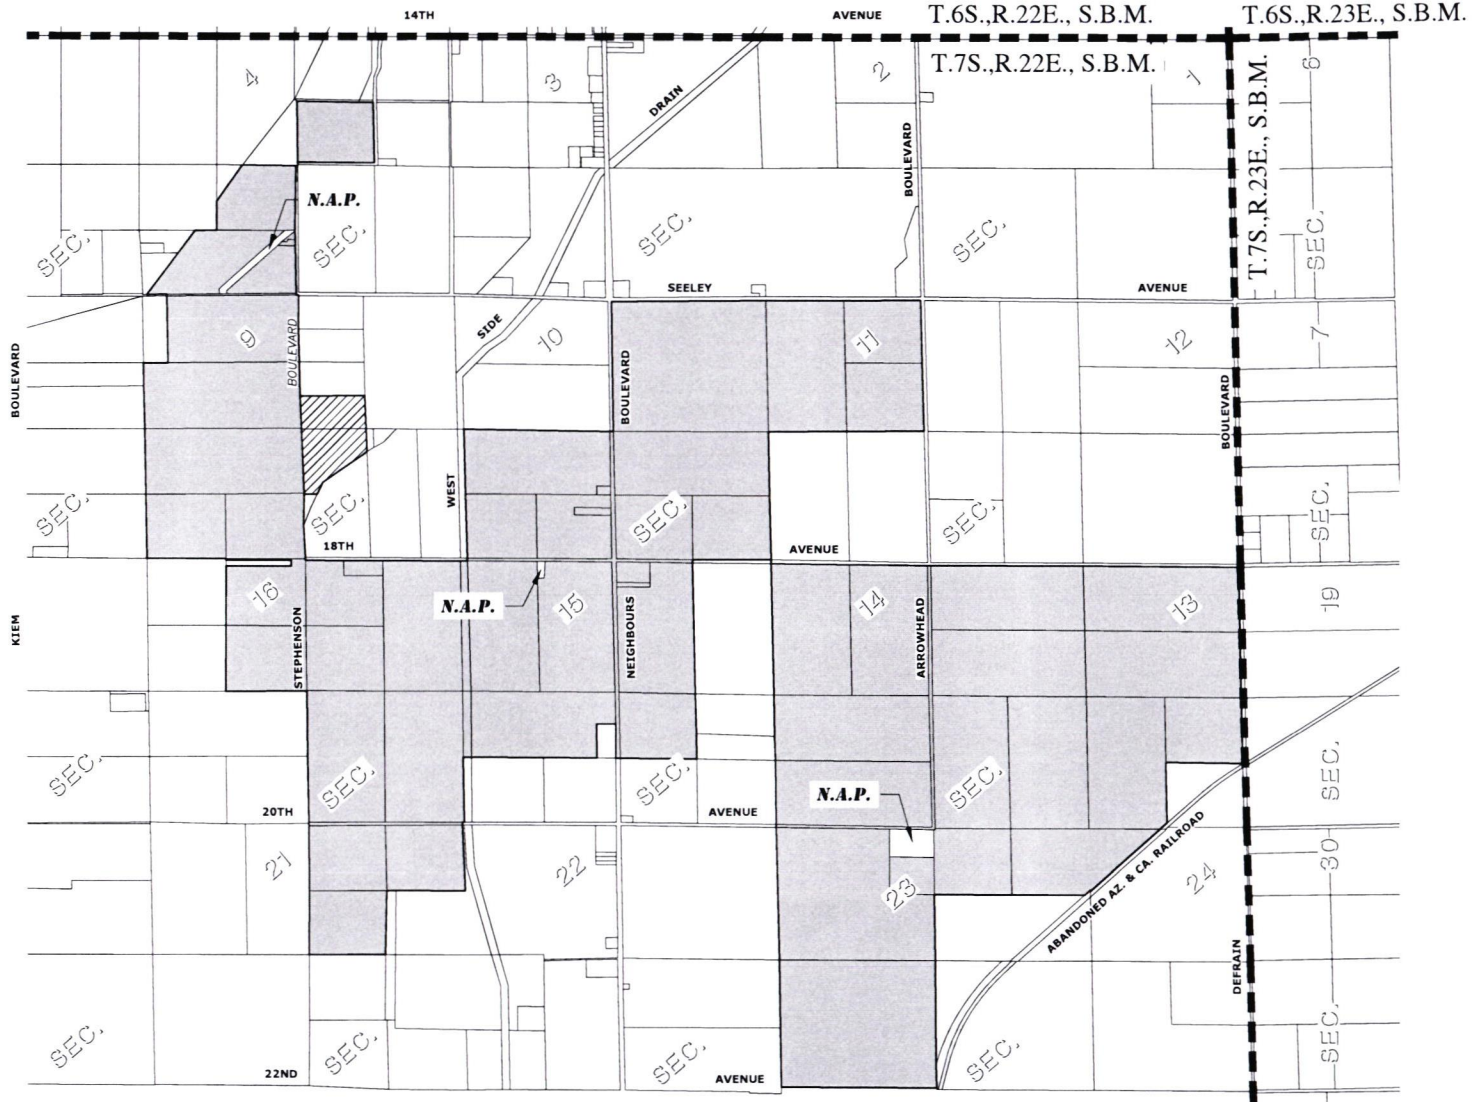 14TH
AVENUE
T.6S.,R.22E., S.B.M.
T.6S.,R.23E., S.B.M.
T.7S.,R.22E., S.B.M.
T.7S.,R.23E., S.B.M.
4
3
2
1
6
DRAIN
BOULEVARD
N.A.P.
SEC.
SEC.
SEC.
SEC.
SEC.
SEELEY
AVENUE
BOULEVARD
9
BOULEVARD
SIDE
10
BOULEVARD
11
12
BOULEVARD
7
WEST
SEC.
SEC.
SEC.
SEC.
SEC.
18TH
AVENUE
KIEM
16
STEPHENSON
N.A.P.
15
NEIGHBOURS
14
ARROWHEAD
13
19
SEC.
SEC.
SEC.
SEC.
SEC.
N.A.P.
20TH
AVENUE
21
22
23
ABANDONED AZ. & CA. RAILROAD
24
30
DEFRAIN
SEC.
SEC.
SEC.
SEC.
SEC.
22ND
AVENUE